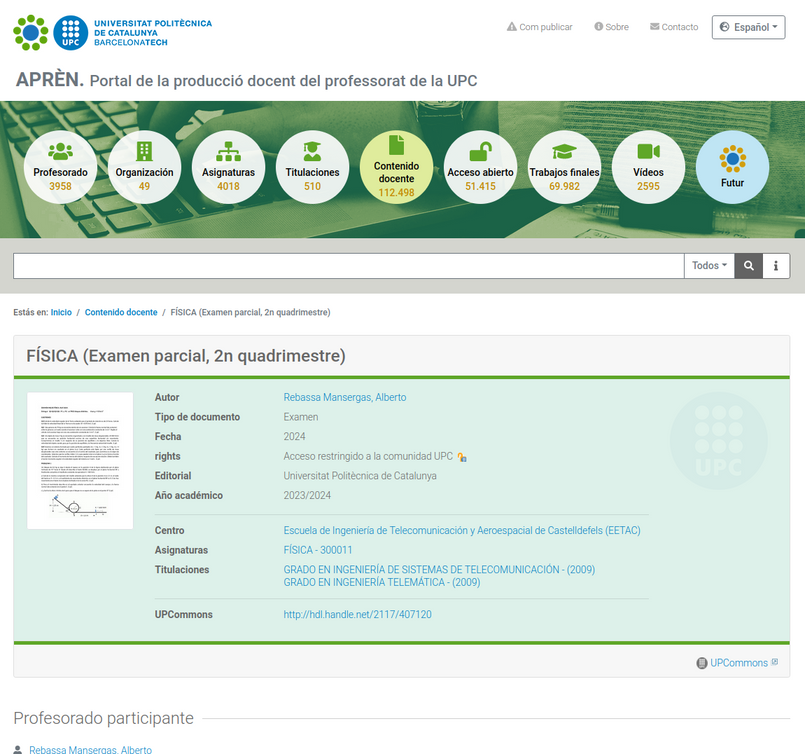 UNIVERSITAT POLITÈCNICA
DE CATALUNYA
BARCELONATECH
UPC
Com publicar
Sobre
Contacto
Español
APRÈN. Portal de la producció docent del professorat de la UPC
Profesorado
3958
Organización
49
Asignaturas
4018
Titulaciones
510
Contenido
docente
112.498
Acceso abierto
51.415
Trabajos finales
69.982
Vídeos
2595
Futur
Todos
Estás en: Inicio / Contenido docente / FÍSICA (Examen parcial, 2n quadrimestre)
FÍSICA (Examen parcial, 2n quadrimestre)
Autor Rebassa Mansergas, Alberto
Tipo de documento Examen
Fecha 2024
rights Acceso restringido a la comunidad UPC
Editorial Universitat Politècnica de Catalunya
Año académico 2023/2024
UPC
Centro Escuela de Ingeniería de Telecomunicación y Aeroespacial de Castelldefels (EETAC)
Asignaturas FÍSICA - 300011
Titulaciones GRADO EN INGENIERÍA DE SISTEMAS DE TELECOMUNICACIÓN - (2009)
GRADO EN INGENIERÍA TELEMÁTICA - (2009)
UPCommons http://hdl.handle.net/2117/407120
UPCommons
Profesorado participante
Rebassa Mansergas, Alberto